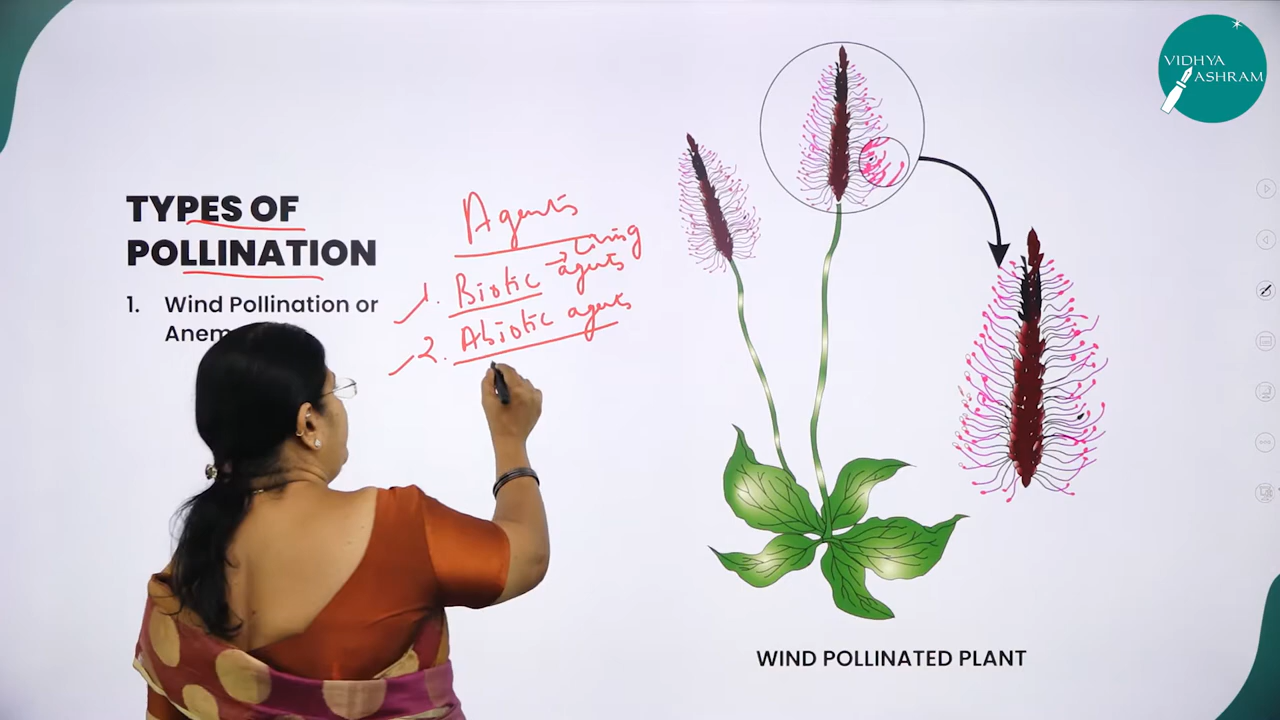 VIDHYA
ASHRAM
TYPES OF
POLLINATION
1. Wind Pollination or
Anem
Agents
1. Biotic → Living
agents
2. Abiotic agents
WIND POLLINATED PLANT